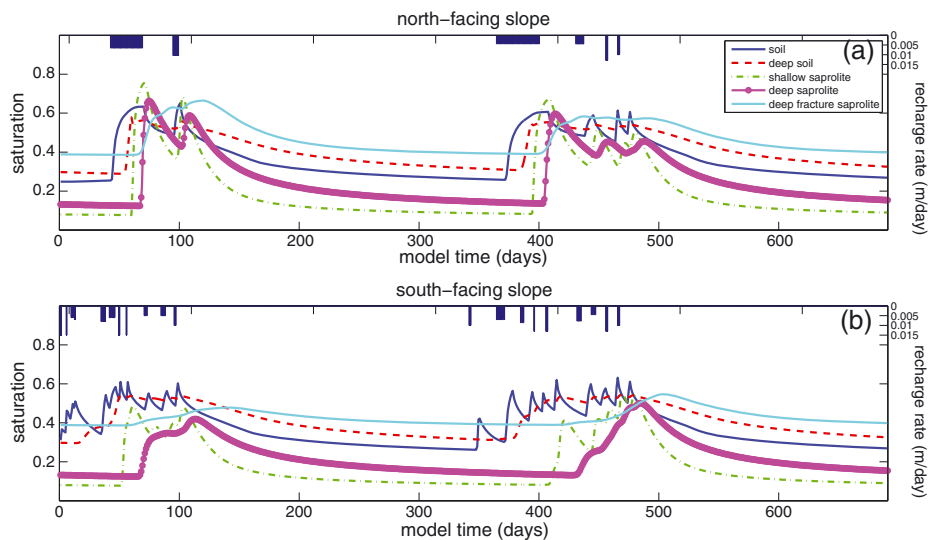 north−facing slope
(a)
0
0.005
0.01
0.015
0.8
0.6
0.4
0.2
saturation
recharge rate (m/day)
soil
deep soil
shallow saprolite
deep saprolite
deep fracture saprolite
0 100 200 300 400 500 600
model time (days)
south−facing slope
(b)
0
0.005
0.01
0.015
0.8
0.6
0.4
0.2
saturation
recharge rate (m/day)
0 100 200 300 400 500 600
model time (days)